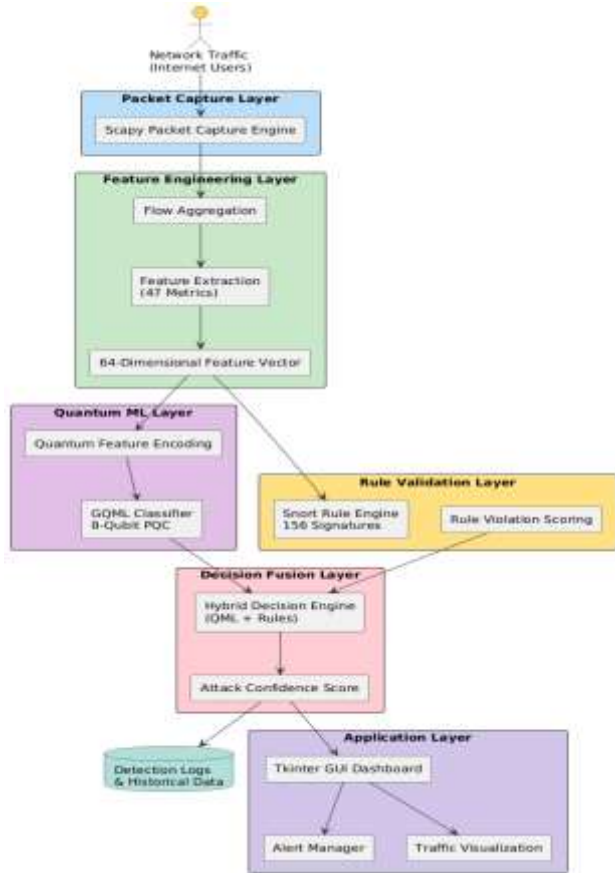 Network Traffic
(Internet Users)
Packet Capture Layer
Scapy Packet Capture Engine
Feature Engineering Layer
Flow Aggregation
Feature Extraction
(47 Metrics)
64-Dimensional Feature Vector
Quantum ML Layer
Quantum Feature Encoding
GQML Classifier
8-Qubit PQC
Rule Validation Layer
Snort Rule Engine
156 Signatures
Rule Violation Scoring
Decision Fusion Layer
Hybrid Decision Engine
(QML + Rules)
Attack Confidence Score
Detection Logs
& Historical Data
Application Layer
Tkinter GUI Dashboard
Alert Manager
Traffic Visualization